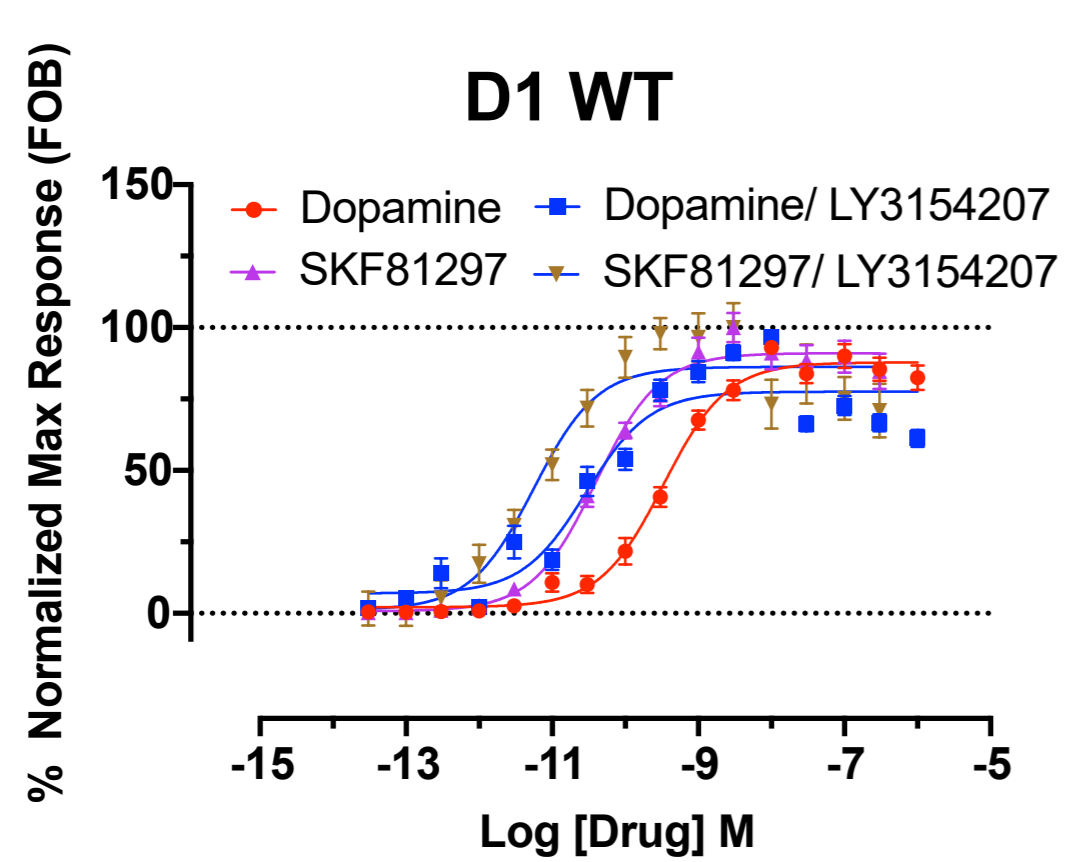 D1 WT
% Normalized Max Response (FOB)
150
100
50
0
Dopamine
Dopamine/ LY3154207
SKF81297
SKF81297/ LY3154207
-15 -13 -11 -9 -7 -5
Log [Drug] M